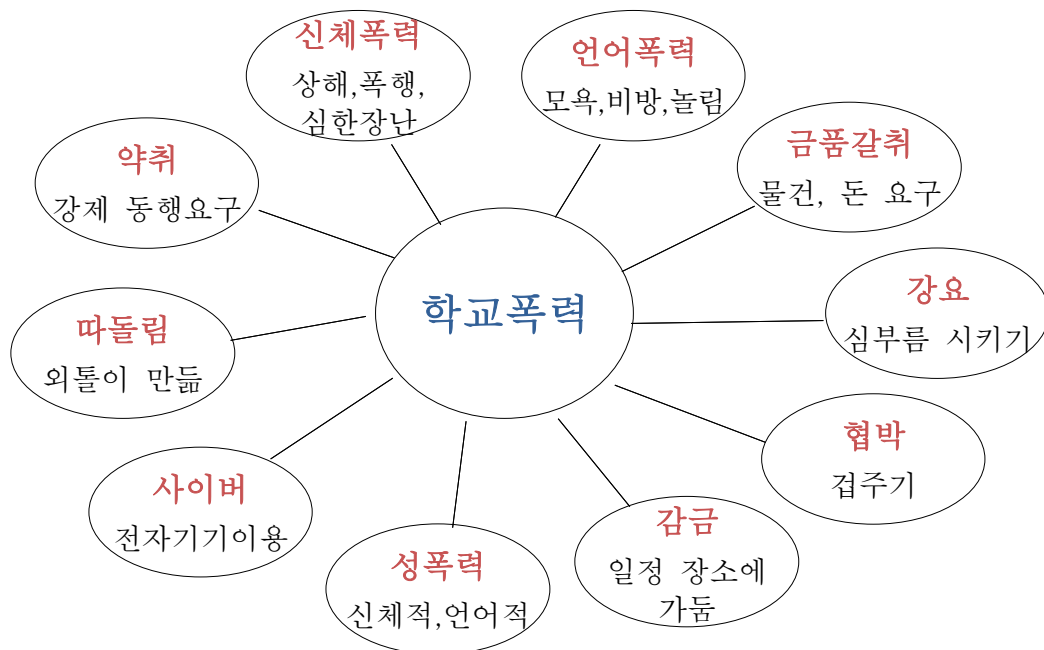 신체폭력
상해,폭행,
심한장난
언어폭력
모욕,비방,놀림
금품갈취
물건, 돈 요구
강요
심부름 시키기
협박
겁주기
감금
일정 장소에
가둠
성폭력
신체적,언어적
사이버
전자기기이용
따돌림
외톨이 만듦
약취
강제 동행요구
학교폭력